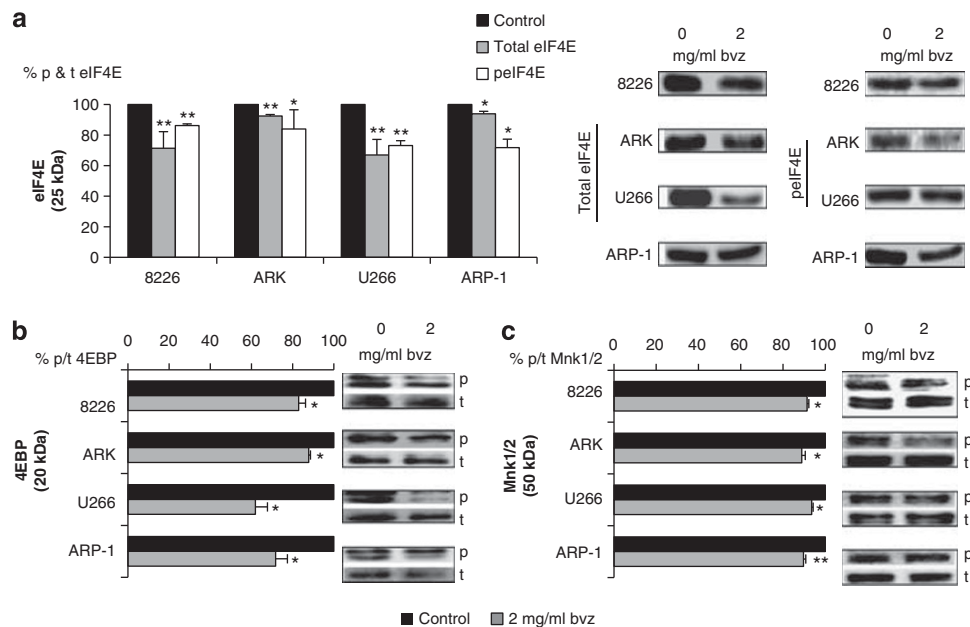 a
Control
Total eIF4E
peIF4E
% p & t eIF4E
eIF4E
(25 kDa)
100
80
60
40
20
0
** **
** *
** **
* *
8226 ARK U266 ARP-1
0 2
mg/ml bvz
Total eIF4E
8226
ARK
U266
ARP-1
0 2
mg/ml bvz
peIF4E
8226
ARK
U266
ARP-1
b
0 20 40 60 80 100
% p/t 4EBP
4EBP
(20 kDa)
8226 *
ARK *
U266 *
ARP-1 *
0 2
mg/ml bvz
p
t
p
t
p
t
p
t
c
0 20 40 60 80 100
% p/t Mnk1/2
Mnk1/2
(50 kDa)
8226 *
ARK *
U266 *
ARP-1 **
0 2
mg/ml bvz
p
t
p
t
p
t
p
t
Control 2 mg/ml bvz